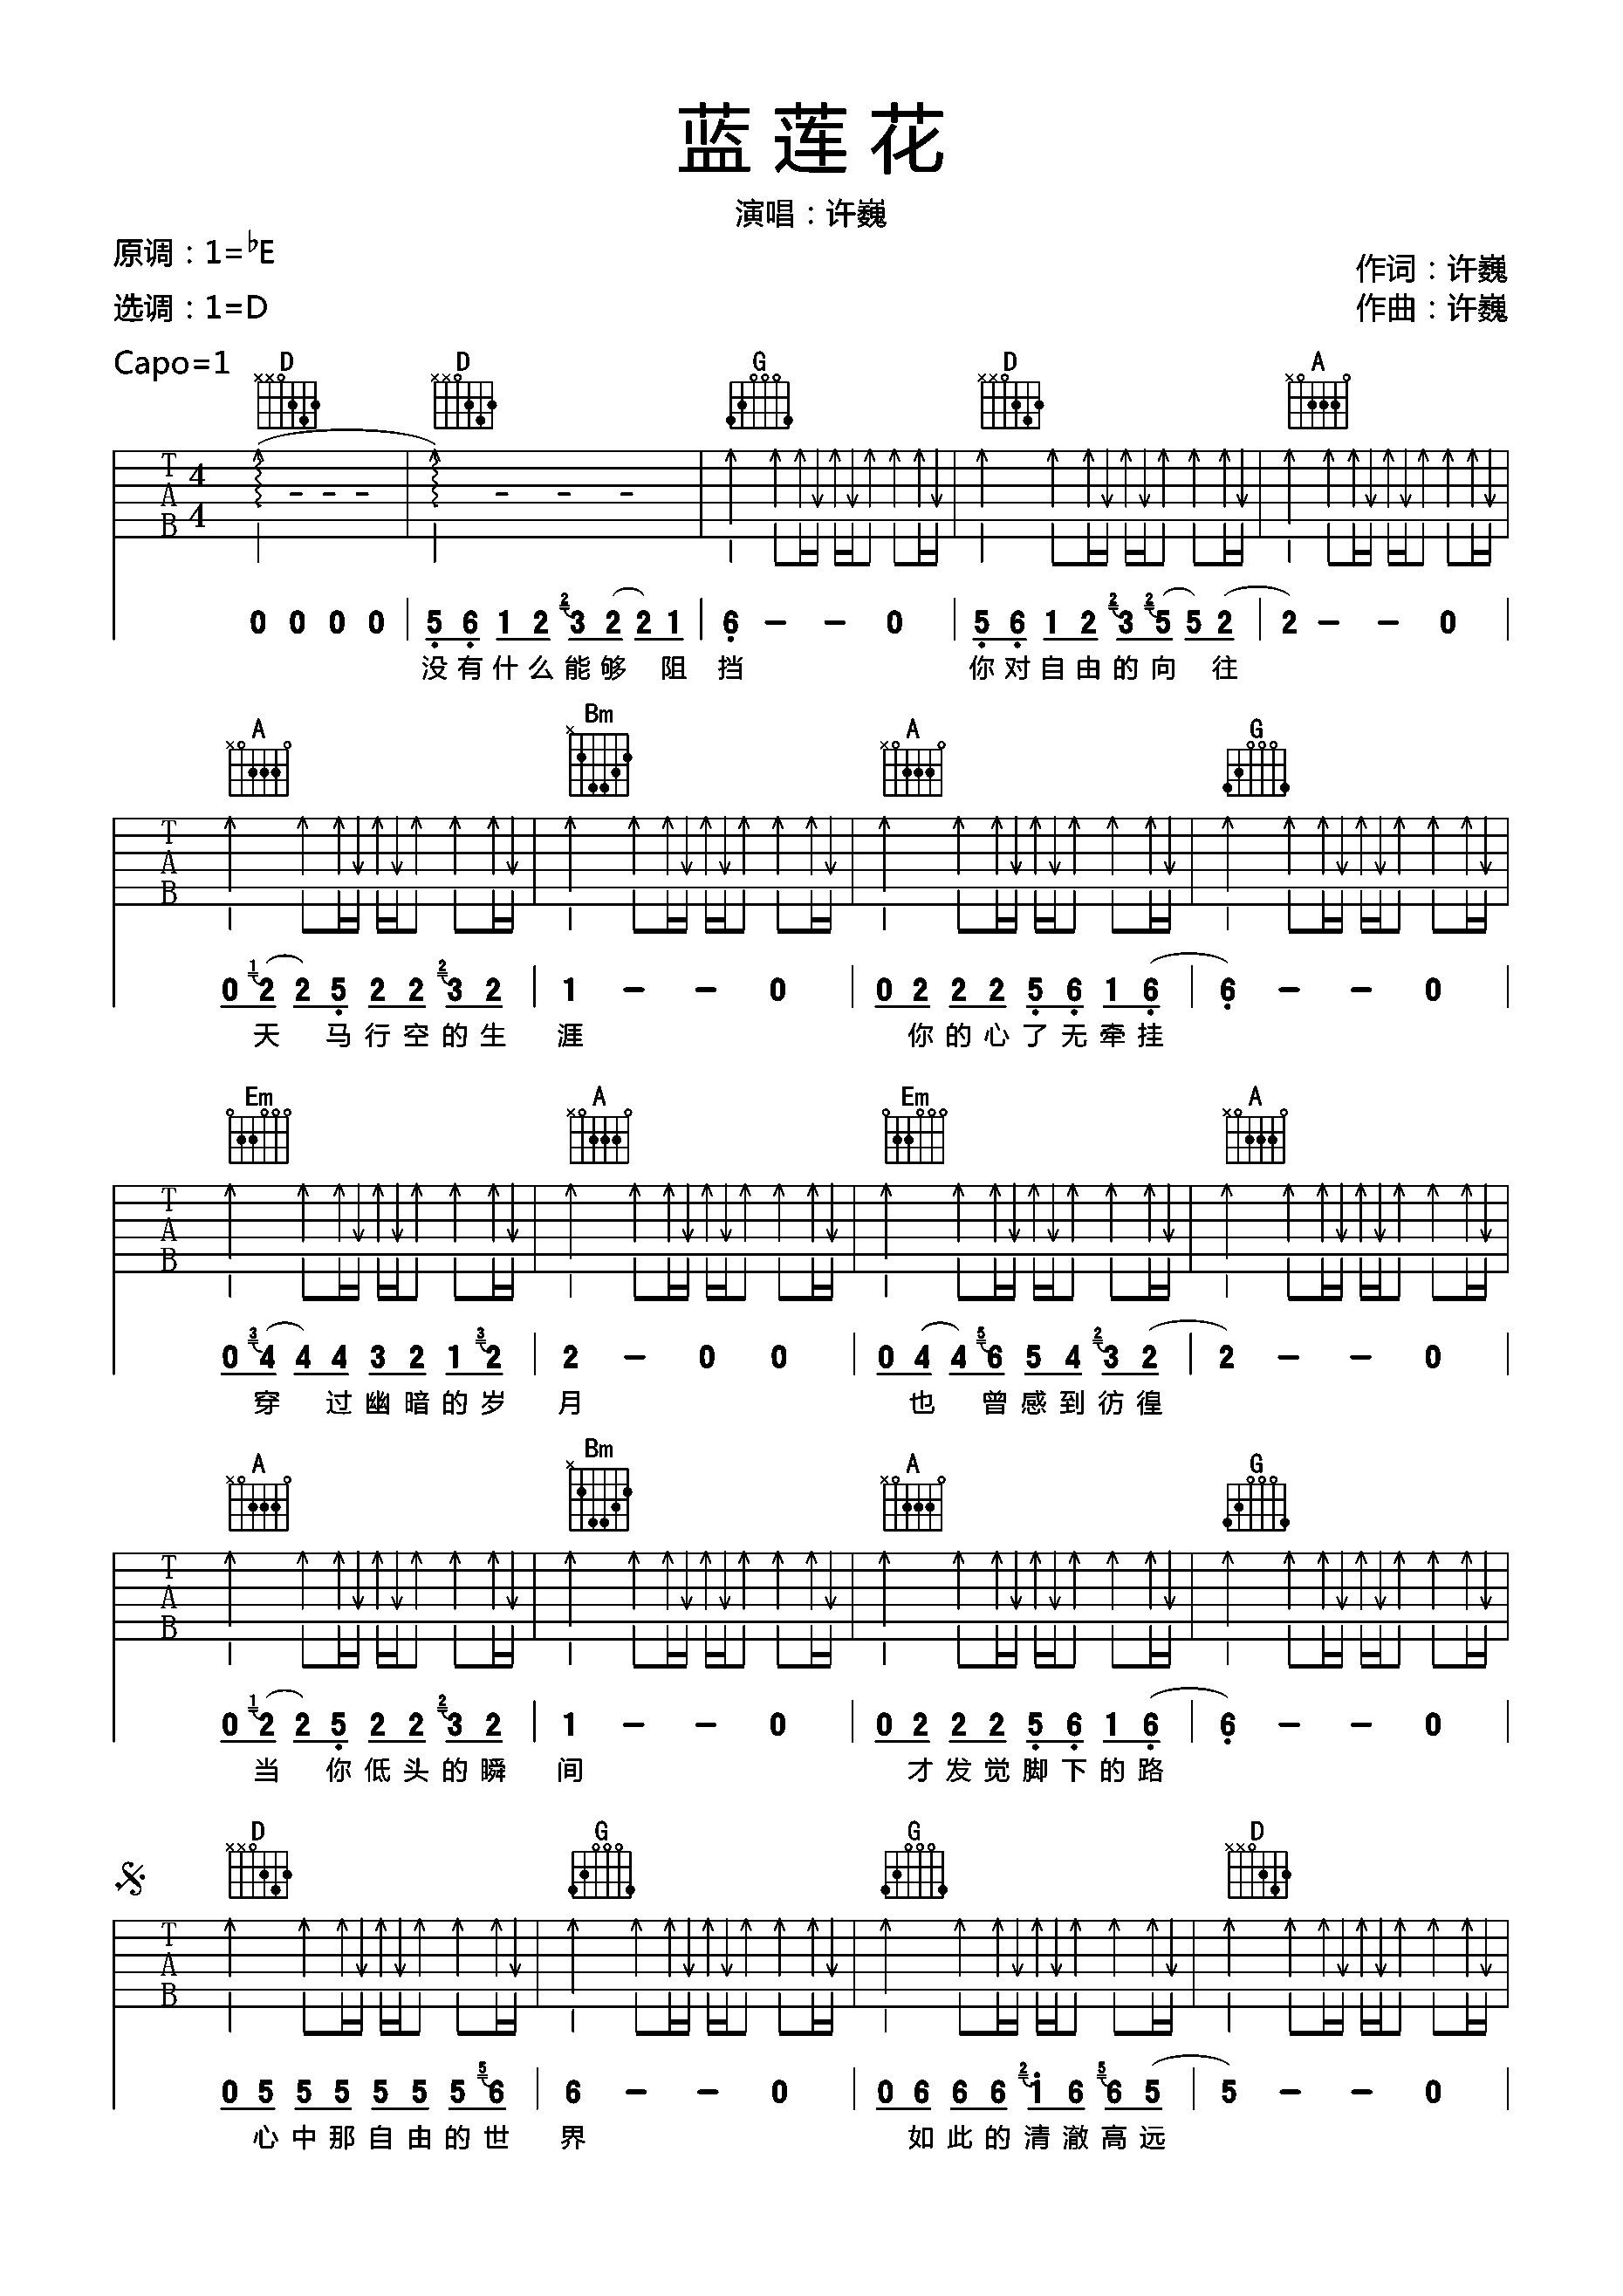 蓝莲花
演唱：许巍
原调：1=♭E
作词：许巍
选调：1=D
作曲：许巍
Capo=1
D D G D A
T A B 4 4
0 0 0 0 | 5 6 1 2 2 3 2 2 1 | 6 - - 0 | 5 6 1 2 2 3 2 5 5 2 | 2 - - 0 |
没有什么能够 阻 挡 你对自由的向 往
A Bm A G
T A B
0 1 2 2 5 2 2 2 3 2 | 1 - - 0 | 0 2 2 2 5 6 1 6 | 6 - - 0 |
天 马行空的生 涯 你的心了无牵挂
Em A Em A
T A B
0 3 4 4 4 3 2 1 3 2 | 2 - 0 0 | 0 4 4 5 6 5 4 2 3 2 | 2 - - 0 |
穿 过幽暗的岁 月 也 曾感到彷徨
A Bm A G
T A B
0 1 2 2 5 2 2 2 3 2 | 1 - - 0 | 0 2 2 2 5 6 1 6 | 6 - - 0 |
当 你低头的瞬 间 才发觉脚下的路
D G G D
T A B
0 5 5 5 5 5 5 5 6 | 6 - - 0 | 0 6 6 6 2 1 6 5 6 5 | 5 - - 0 |
心中那自由的世 界 如此的清澈高远